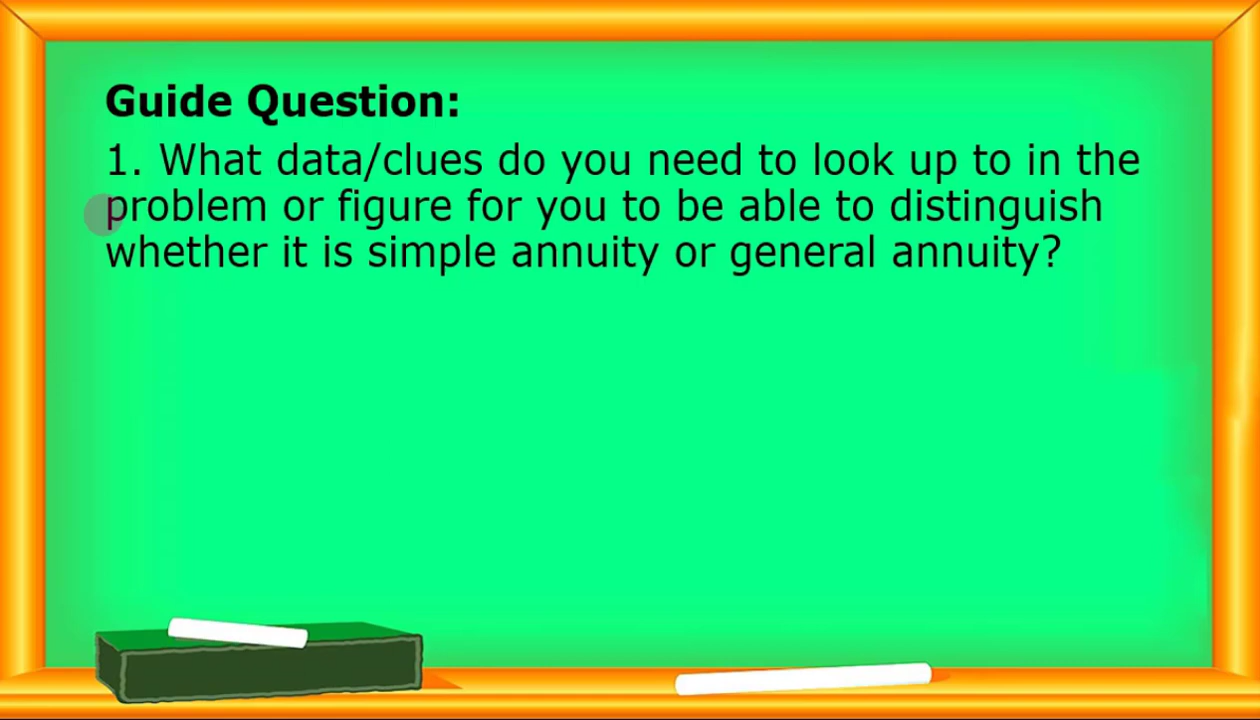 Guide Question:
1. What data/clues do you need to look up to in the
problem or figure for you to be able to distinguish
whether it is simple annuity or general annuity?